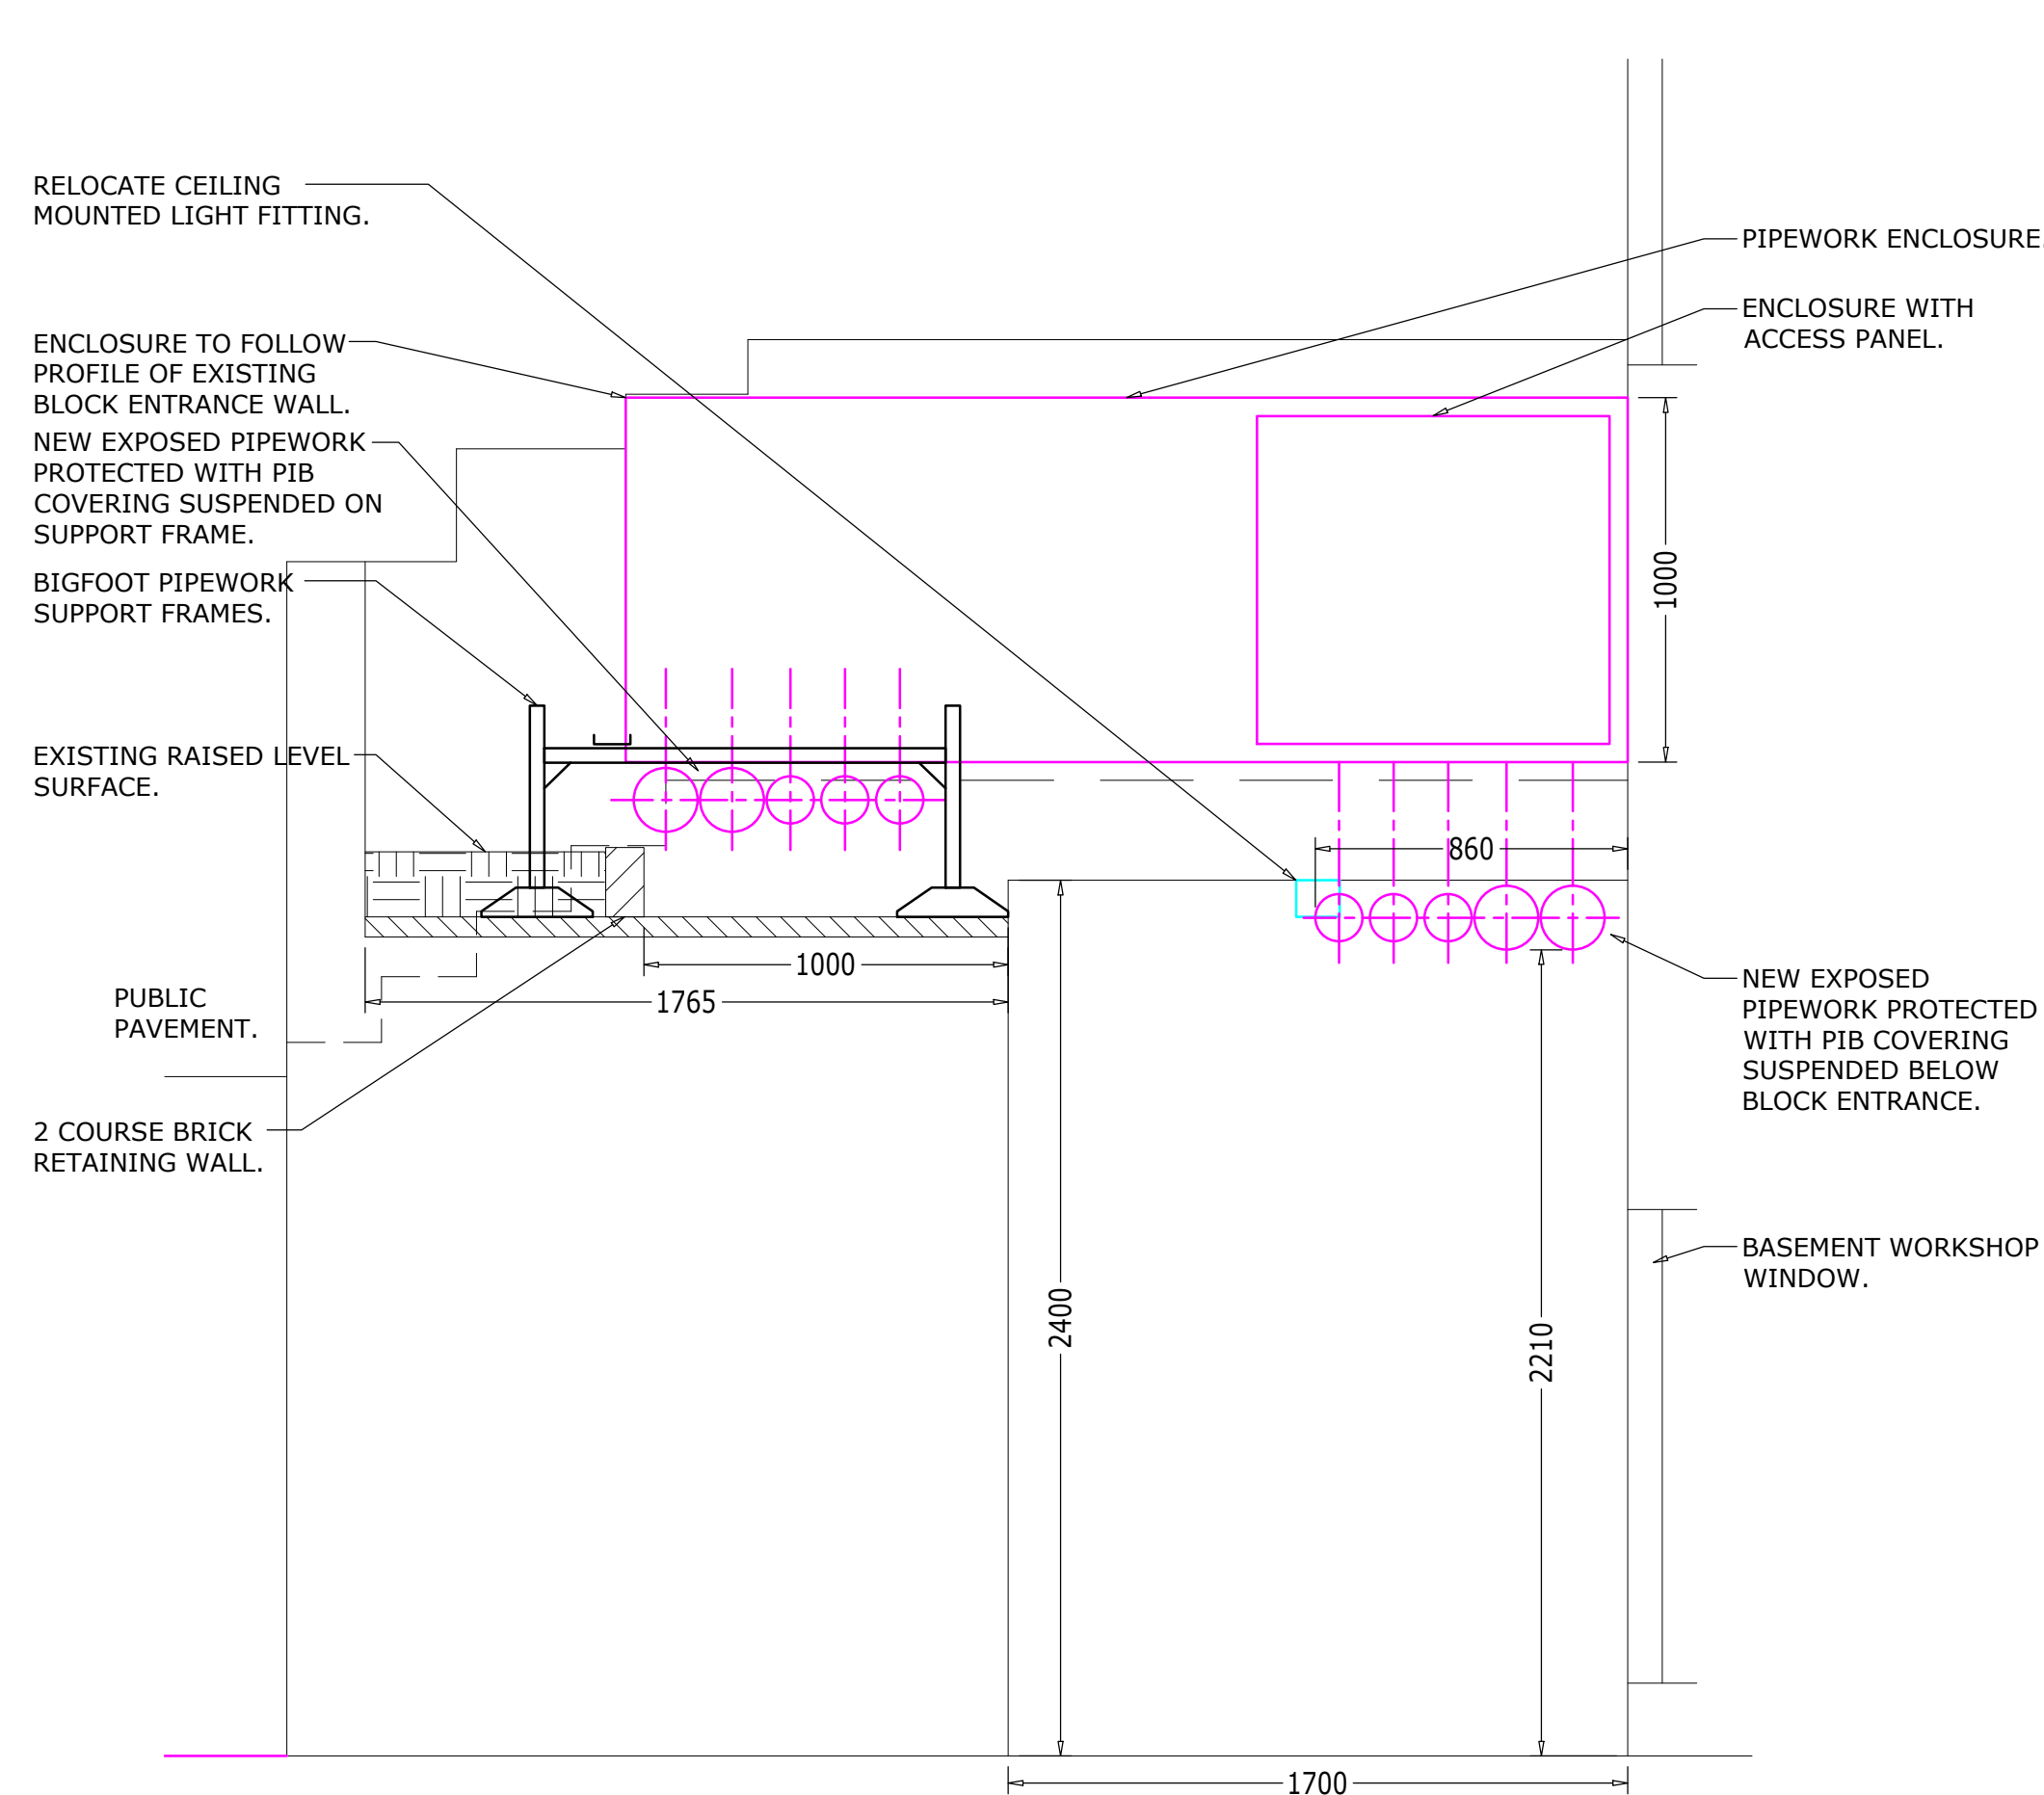 RELOCATE CEILING
MOUNTED LIGHT FITTING.
PIPEWORK ENCLOSURE.
ENCLOSURE WITH
ACCESS PANEL.
ENCLOSURE TO FOLLOW
PROFILE OF EXISTING
BLOCK ENTRANCE WALL.
NEW EXPOSED PIPEWORK
PROTECTED WITH PIB
COVERING SUSPENDED ON
SUPPORT FRAME.
BIGFOOT PIPEWORK
SUPPORT FRAMES.
1000
EXISTING RAISED LEVEL
SURFACE.
860
1000
1765
PUBLIC
PAVEMENT.
NEW EXPOSED
PIPEWORK PROTECTED
WITH PIB COVERING
SUSPENDED BELOW
BLOCK ENTRANCE.
2 COURSE BRICK
RETAINING WALL.
BASEMENT WORKSHOP
WINDOW.
2400
2210
1700